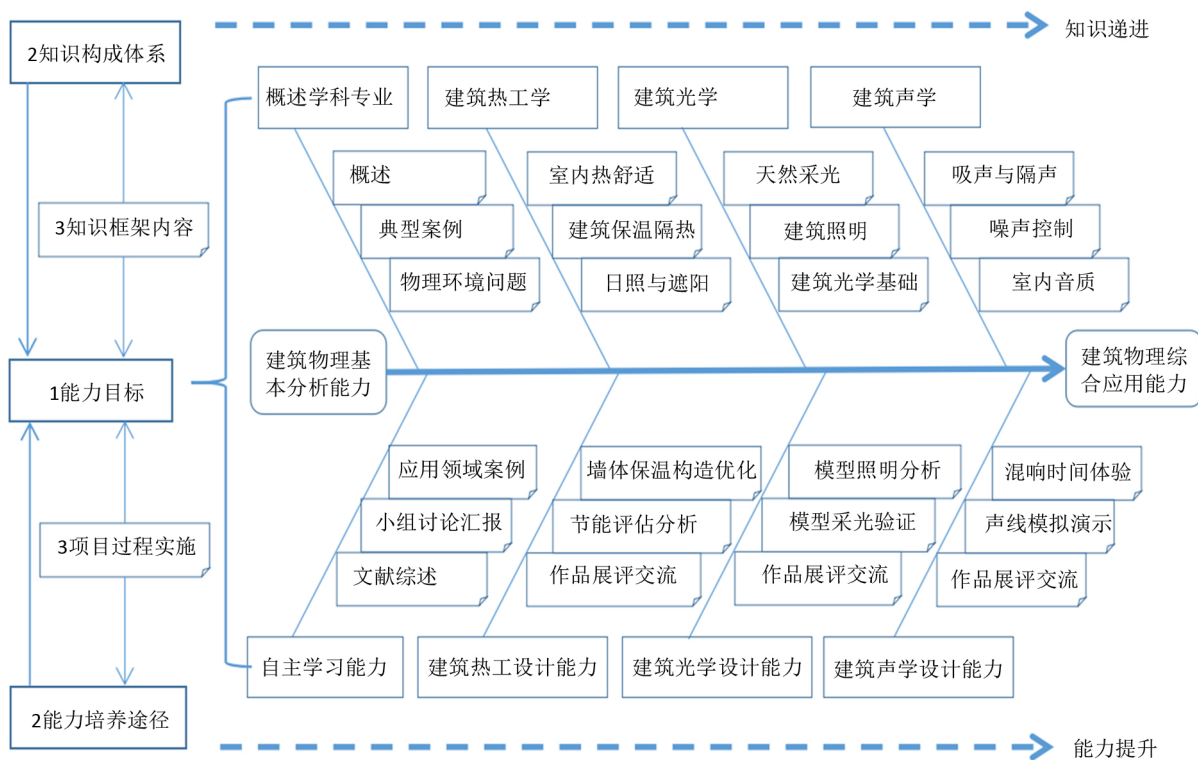 2知识构成体系
知识递进
概述学科专业
建筑热工学
建筑光学
建筑声学
概述
典型案例
物理环境问题
室内热舒适
建筑保温隔热
日照与遮阳
天然采光
建筑照明
建筑光学基础
吸声与隔声
噪声控制
室内音质
3知识框架内容
1能力目标
建筑物理基
本分析能力
建筑物理综
合应用能力
3项目过程实施
应用领域案例
小组讨论汇报
文献综述
墙体保温构造优化
节能评估分析
作品展评交流
模型照明分析
模型采光验证
作品展评交流
混响时间体验
声线模拟演示
作品展评交流
自主学习能力
建筑热工设计能力
建筑光学设计能力
建筑声学设计能力
2能力培养途径
能力提升